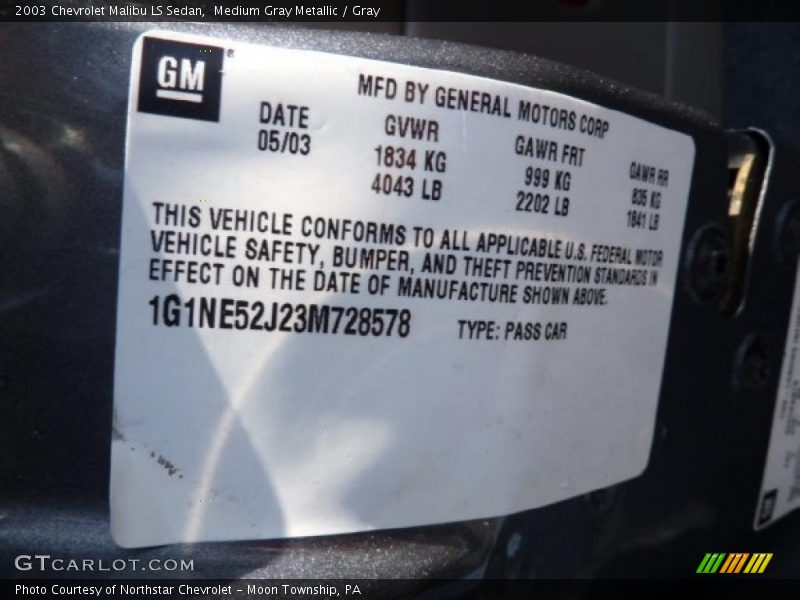 2003 Chevrolet Malibu LS Sedan, Medium Gray Metallic / Gray
GM
MFD BY GENERAL MOTORS CORP
DATE GVWR GAWR FRT GAWR RR
05/03 1834 KG 999 KG 835 KG
4043 LB 2202 LB 1841 LB
THIS VEHICLE CONFORMS TO ALL APPLICABLE U.S. FEDERAL MOTOR
VEHICLE SAFETY, BUMPER, AND THEFT PREVENTION STANDARDS IN
EFFECT ON THE DATE OF MANUFACTURE SHOWN ABOVE.
1G1NE52J23M728578 TYPE: PASS CAR
GTCARLOT.COM
Photo Courtesy of Northstar Chevrolet - Moon Township, PA